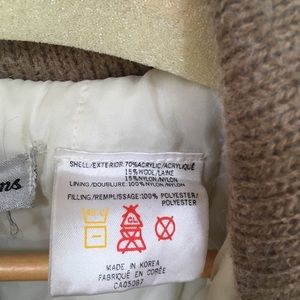 SHELL/EXTERIOR:70%ACRYLIC/ACRYLIQUE
15%WOOL/LAINE
15%NYLON/NYLON
LINING/DOUBLURE:100%NYLON/NYLON
FILLING/REMPLISSAGE:100% POLYESTER/
POLYESTER
CL
MADE IN KOREA
FABRIQUÉ EN CORÉE
CA05087